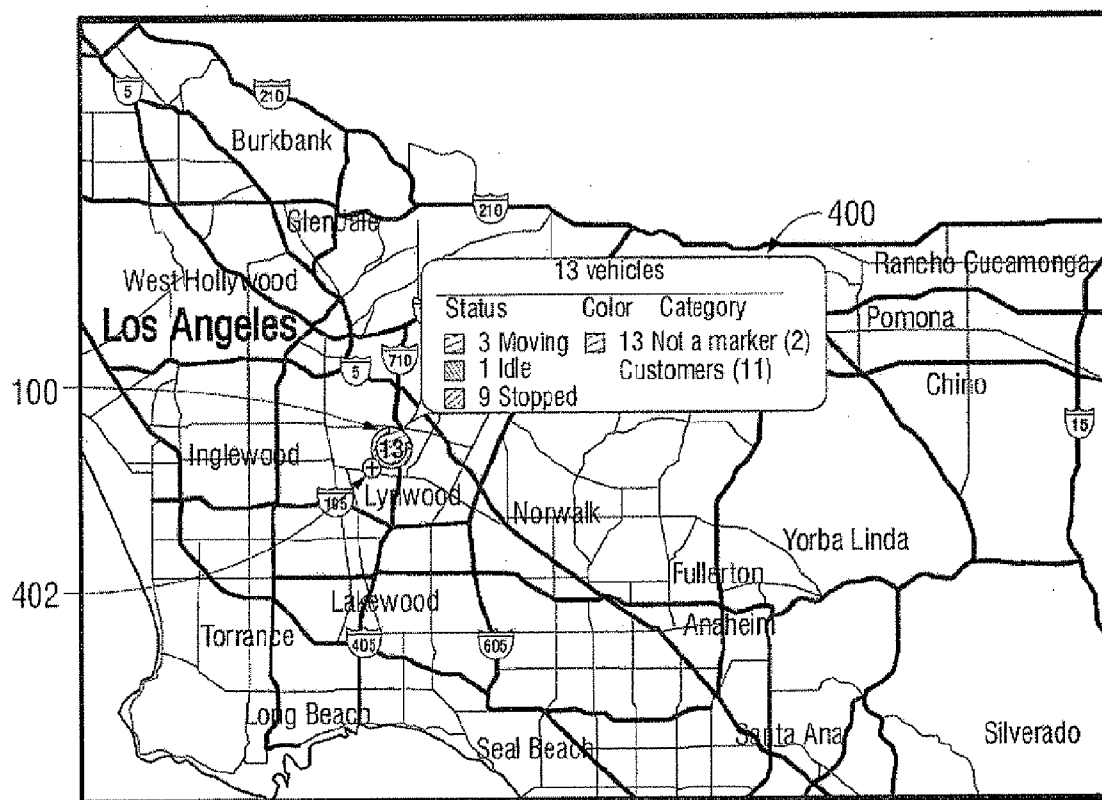 5
210
Burkbank
Glendale
210
400
West Hollywood
13 vehicles
Rancho Cucamonga
Status Color Category
Los Angeles
3 Moving 13 Not a marker (2)
Pomona
5
710
1 Idle Customers (11)
Chino
100
9 Stopped
15
13
Inglewood
Lynwood
105
Norwalk
Yorba Linda
Fullerton
402
Lakewood
Torrance
Anaheim
405
605
Long Beach
Seal Beach
Santa Ana
Silverado